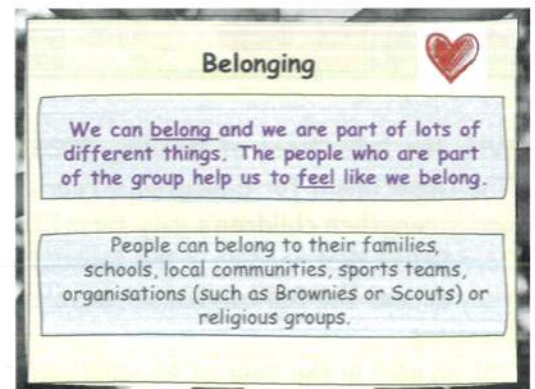 Belonging
We can belong and we are part of lots of
different things. The people who are part
of the group help us to feel like we belong.
People can belong to their families,
schools, local communities, sports teams,
organisations (such as Brownies or Scouts) or
religious groups.